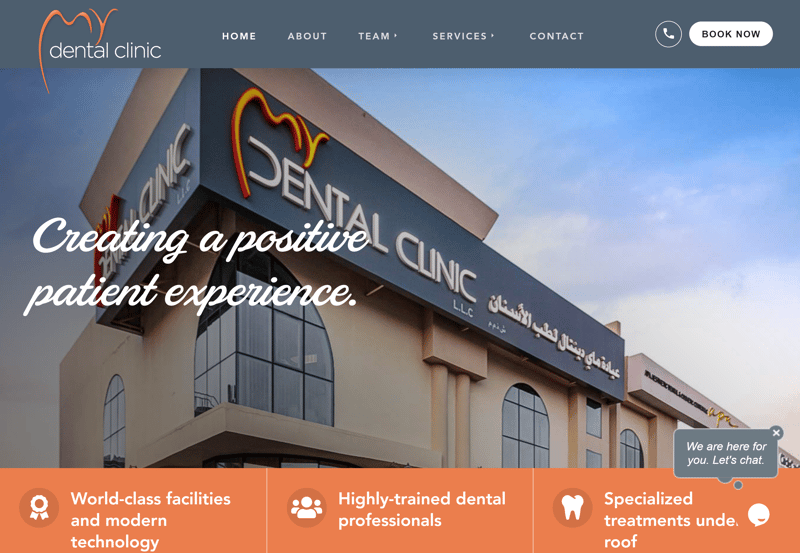 MY
dental clinic
HOME
ABOUT
TEAM
SERVICES
CONTACT
BOOK NOW
MY
DENTAL CLINIC
L.L.C
MY
DENTAL CLINIC
L.L.C
عيادة ماي دينتال لطب الأسنان
ش.ذ.م.م
apa
Creating a positive
patient experience.
We are here for
you. Let's chat.
World-class facilities
and modern
technology
Highly-trained dental
professionals
Specialized
treatments unde
roof